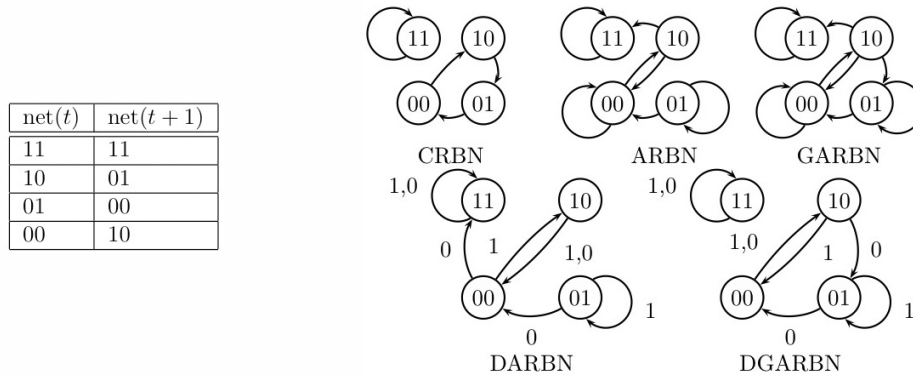 net(t) net(t + 1)
11 11
10 01
01 00
00 10
11 10
00 01
CRBN
11 10
00 01
ARBN
11 10
00 01
GARBN
1,0 11 10
0 1 1,0
00 01 1
0
DARBN
1,0 11 10
1,0 1 0
00 01 1
0
DGARBN